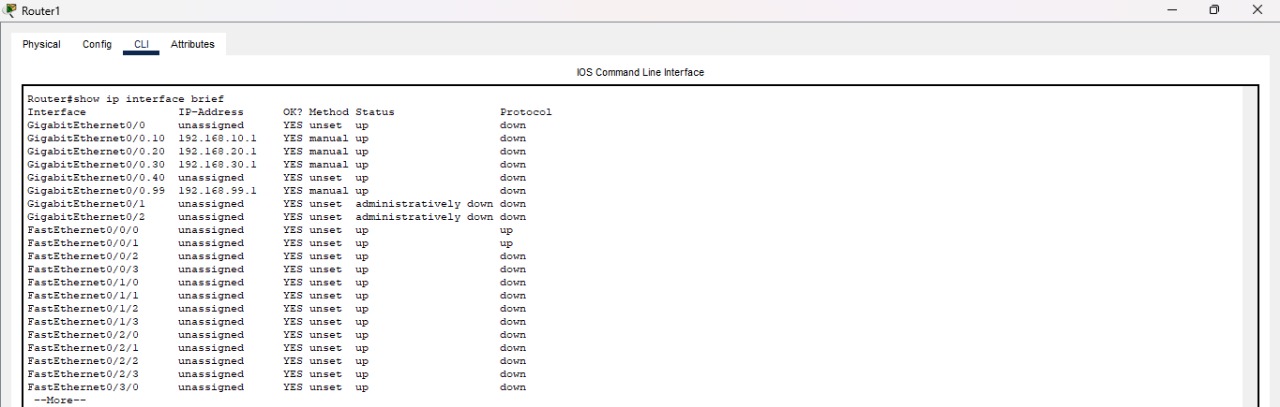 Router1
Physical Config CLI Attributes
IOS Command Line Interface
Router#show ip interface brief
Interface IP-Address OK? Method Status Protocol
GigabitEthernet0/0 unassigned YES unset up down
GigabitEthernet0/0.10 192.168.10.1 YES manual up down
GigabitEthernet0/0.20 192.168.20.1 YES manual up down
GigabitEthernet0/0.30 192.168.30.1 YES manual up down
GigabitEthernet0/0.40 unassigned YES unset up down
GigabitEthernet0/0.99 192.168.99.1 YES manual up down
GigabitEthernet0/1 unassigned YES unset administratively down down
GigabitEthernet0/2 unassigned YES unset administratively down down
FastEthernet0/0/0 unassigned YES unset up up
FastEthernet0/0/1 unassigned YES unset up up
FastEthernet0/0/2 unassigned YES unset up down
FastEthernet0/0/3 unassigned YES unset up down
FastEthernet0/1/0 unassigned YES unset up down
FastEthernet0/1/1 unassigned YES unset up down
FastEthernet0/1/2 unassigned YES unset up down
FastEthernet0/1/3 unassigned YES unset up down
FastEthernet0/2/0 unassigned YES unset up down
FastEthernet0/2/1 unassigned YES unset up down
FastEthernet0/2/2 unassigned YES unset up down
FastEthernet0/2/3 unassigned YES unset up down
FastEthernet0/3/0 unassigned YES unset up down
--More--